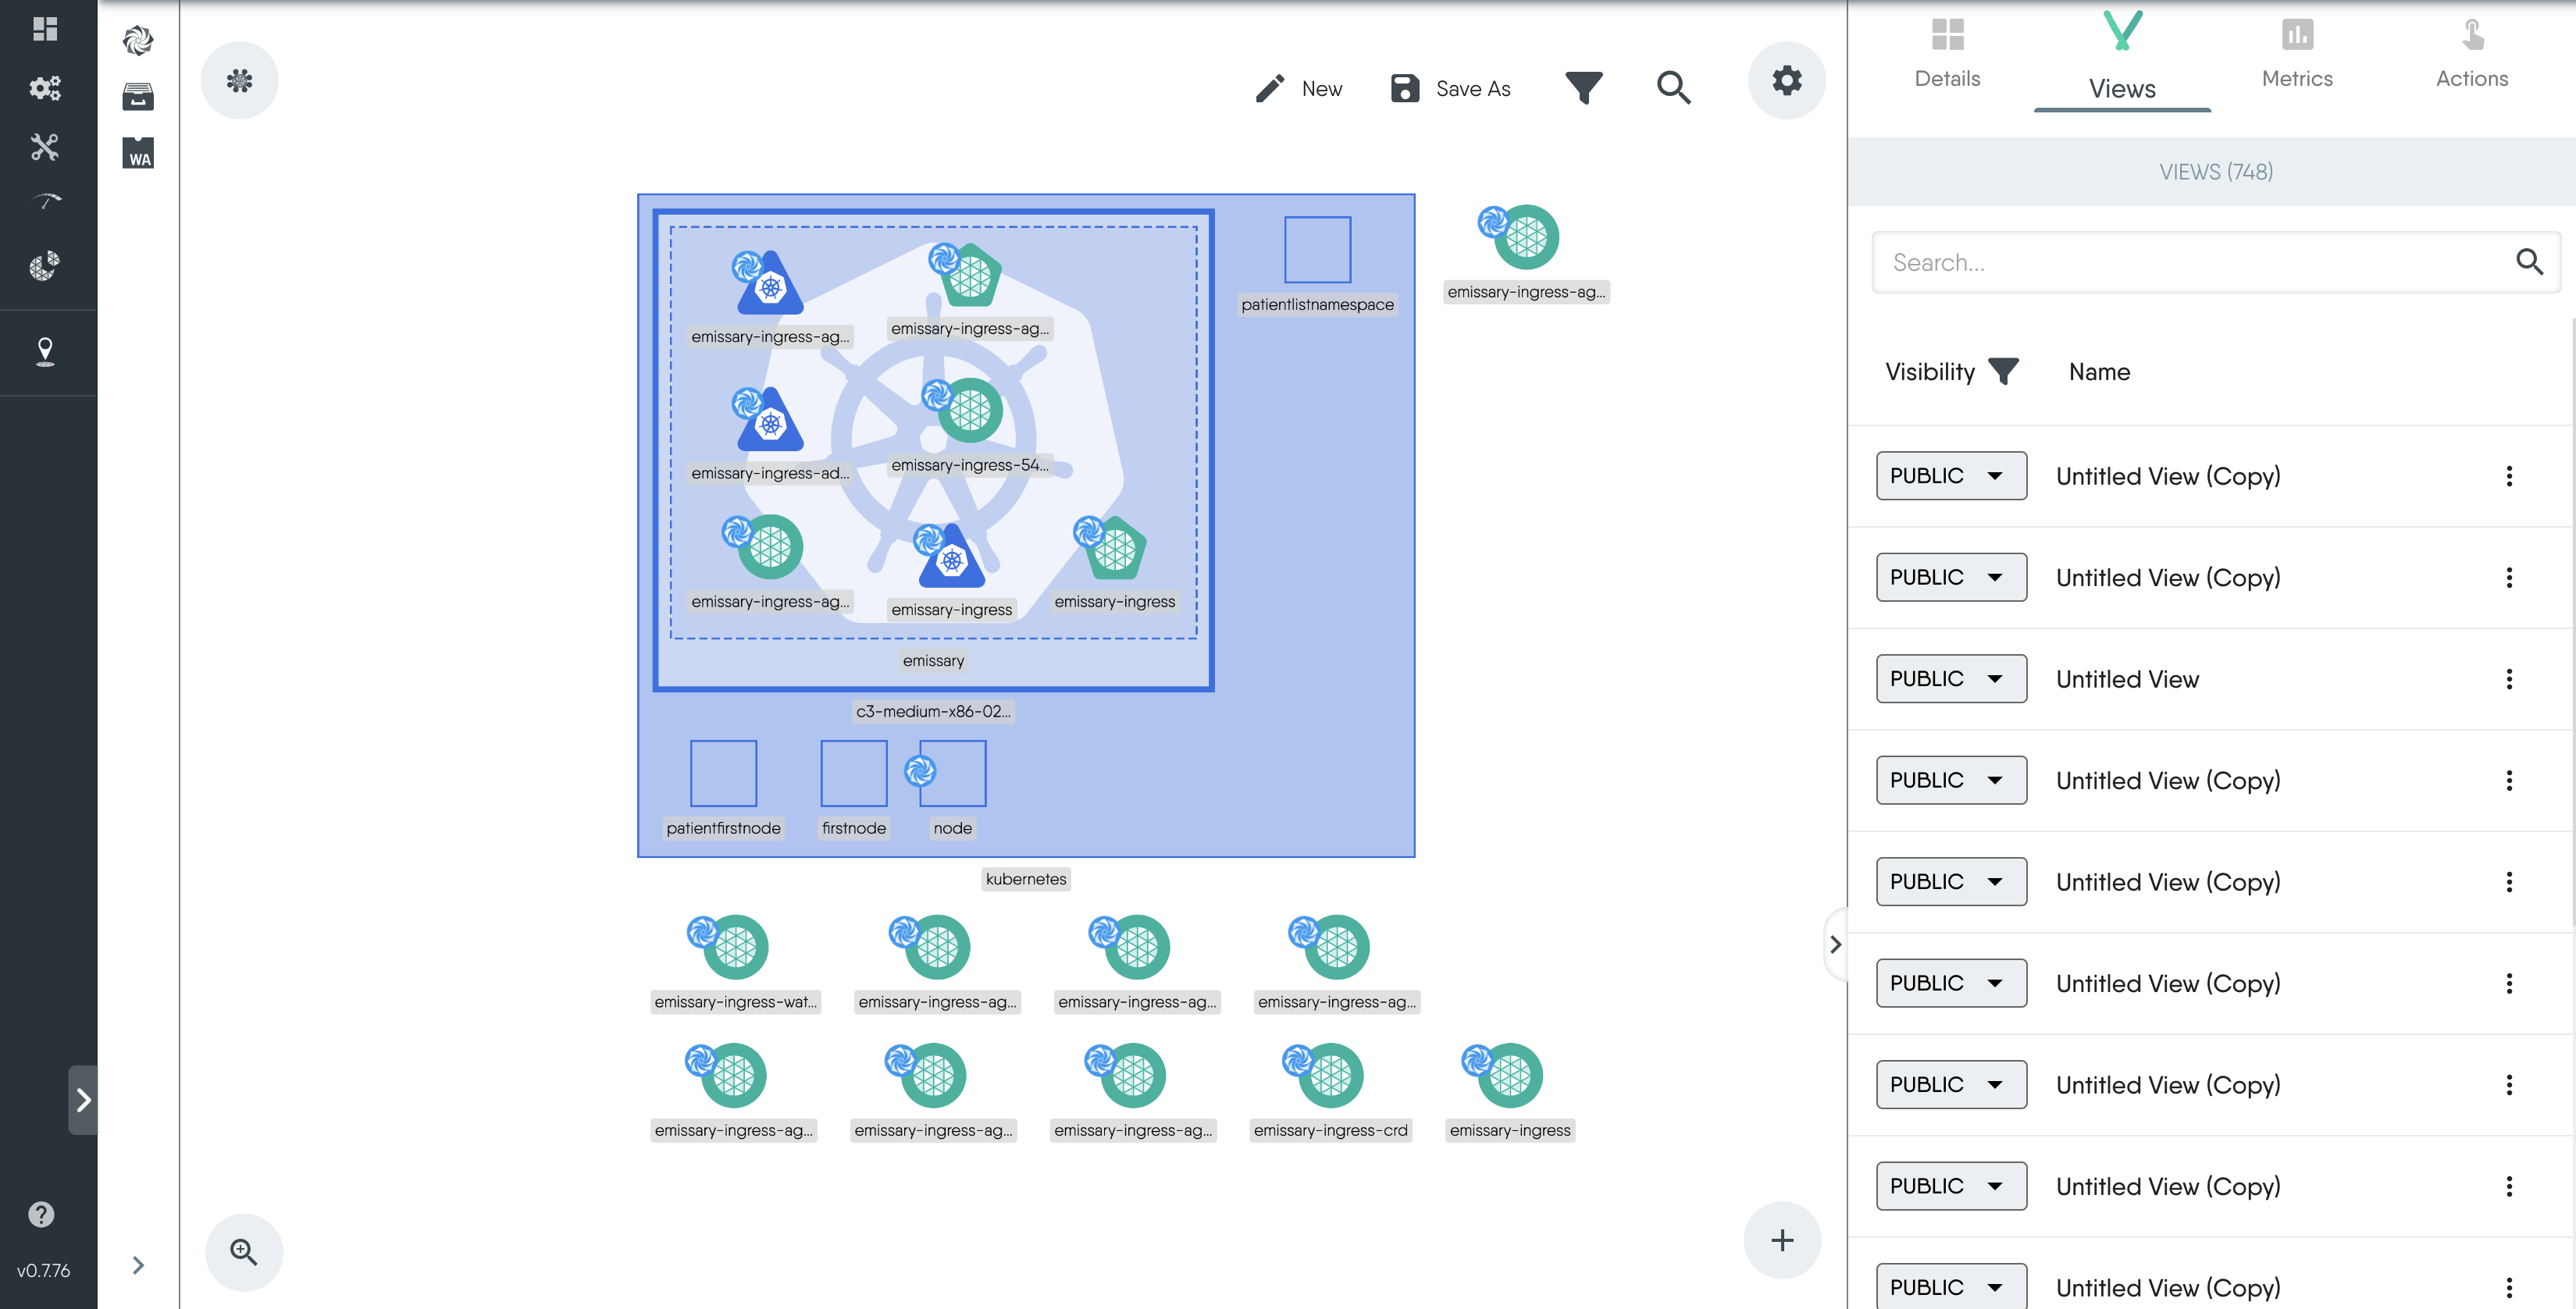 WA
v0.7.76
New
Save As
emissary-ingress-ag...
emissary-ingress-ag...
emissary-ingress-ad...
emissary-ingress-54...
emissary-ingress-ag...
emissary-ingress
emissary-ingress
emissary
c3-medium-x86-02...
patientlistnamespace
emissary-ingress-ag...
patientfirstnode
firstnode
node
kubernetes
emissary-ingress-wat...
emissary-ingress-ag...
emissary-ingress-ag...
emissary-ingress-ag...
emissary-ingress-ag...
emissary-ingress-ag...
emissary-ingress-ag...
emissary-ingress-crd
emissary-ingress
Details
Views
Metrics
Actions
VIEWS (748)
Search...
Visibility
Name
PUBLIC
Untitled View (Copy)
PUBLIC
Untitled View (Copy)
PUBLIC
Untitled View
PUBLIC
Untitled View (Copy)
PUBLIC
Untitled View (Copy)
PUBLIC
Untitled View (Copy)
PUBLIC
Untitled View (Copy)
PUBLIC
Untitled View (Copy)
PUBLIC
Untitled View (Copy)